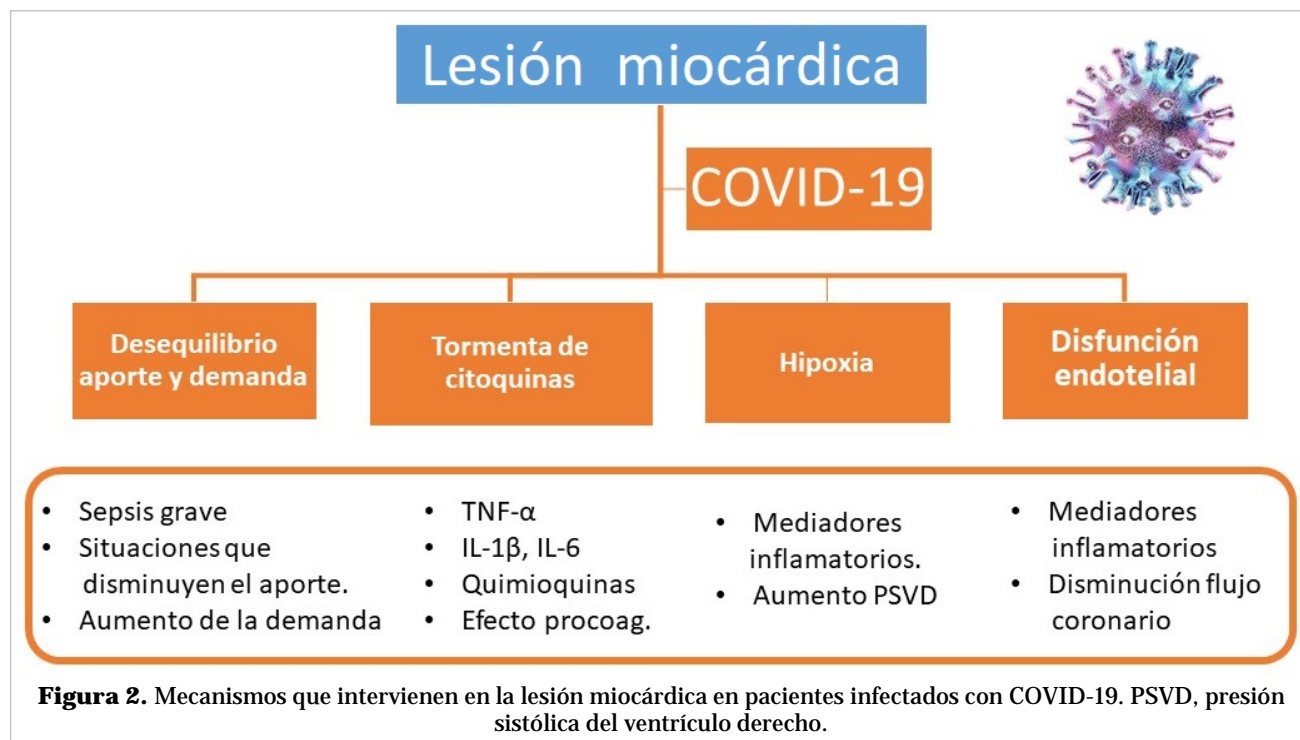 Lesión miocárdica
COVID-19
Desequilibrio
aporte y demanda
Tormenta de
citoquinas
Hipoxia
Disfunción
endotelial
• Sepsis grave
• Situaciones que
disminuyen el aporte.
• Aumento de la demanda
• TNF-α
• IL-1β, IL-6
• Quimioquinas
• Efecto procoag.
• Mediadores
inflamatorios.
• Aumento PSVD
• Mediadores
inflamatorios
• Disminución flujo
coronario
Figura 2. Mecanismos que intervienen en la lesión miocárdica en pacientes infectados con COVID-19. PSVD, presión
sistólica del ventrículo derecho.